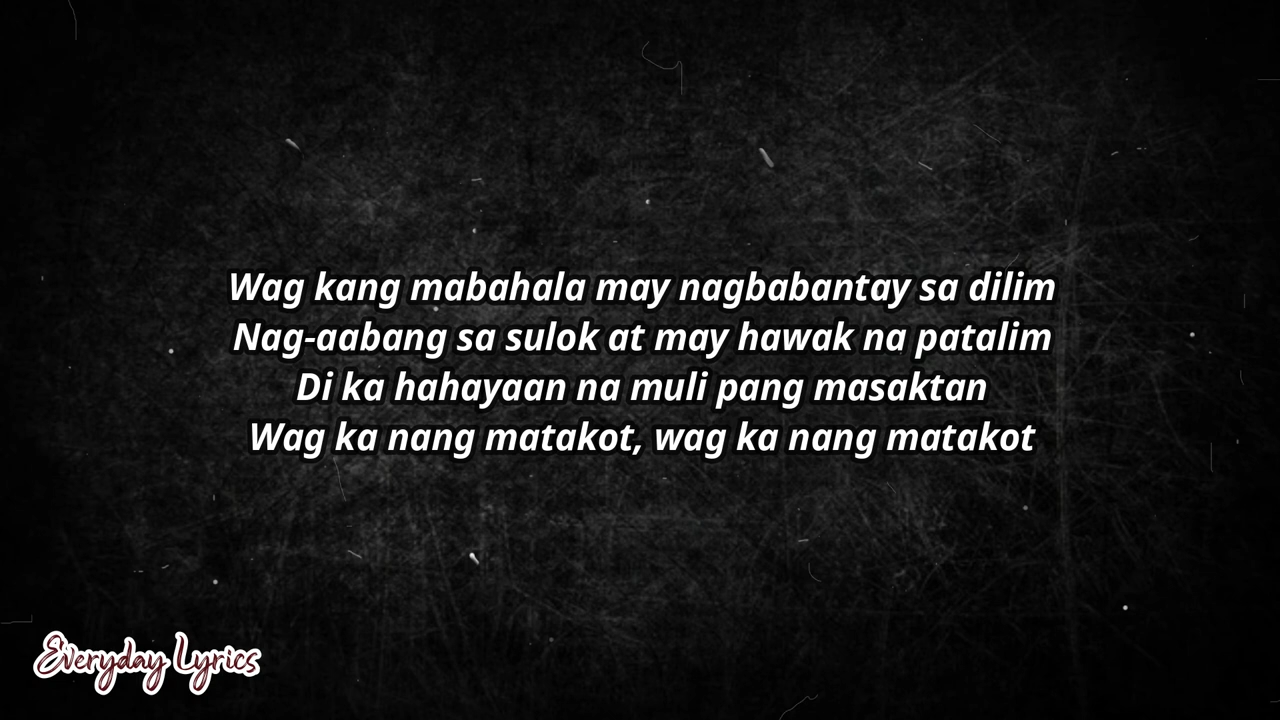 Wag kang mabahala may nagbabantay sa dilim
Nag-aabang sa sulok at may hawak na patalim
Di ka hahayaan na muli pang masaktan
Wag ka nang matakot, wag ka nang matakot
Everyday Lyrics